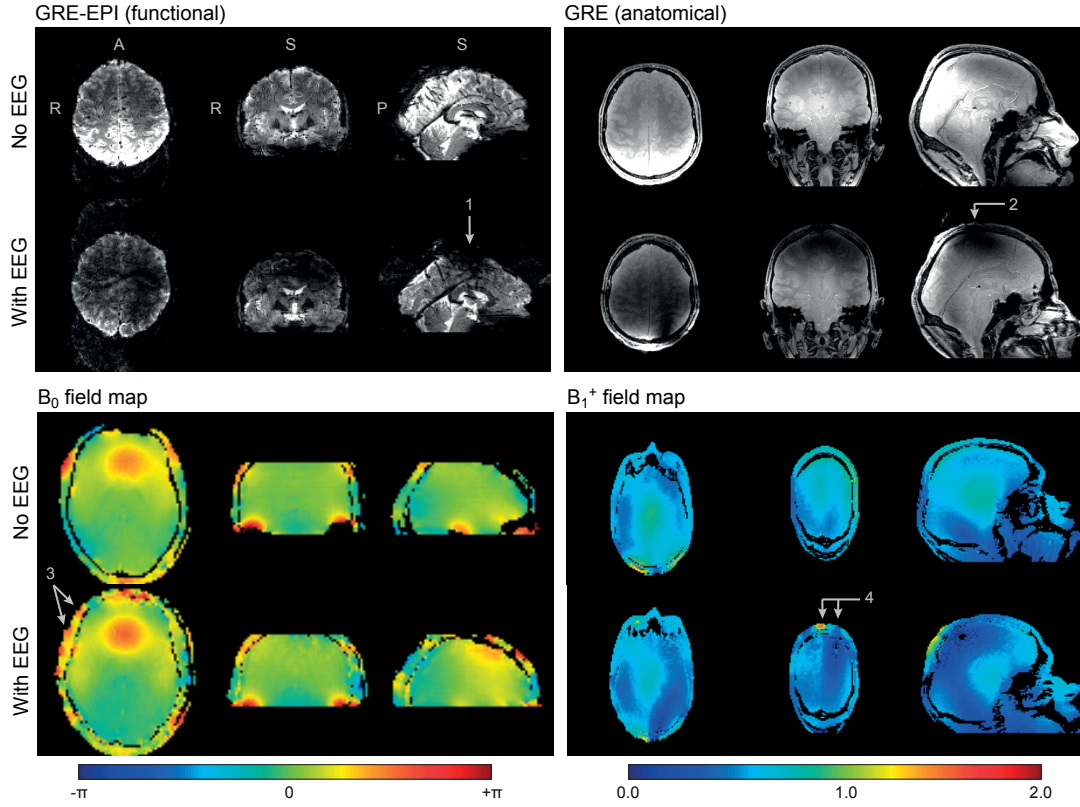 GRE-EPI (functional)
GRE (anatomical)
A
S
S
No EEG
R
R
P
With EEG
1
2
B₀ field map
B₁⁺ field map
No EEG
With EEG
3
4
-π
0
+π
0.0
1.0
2.0